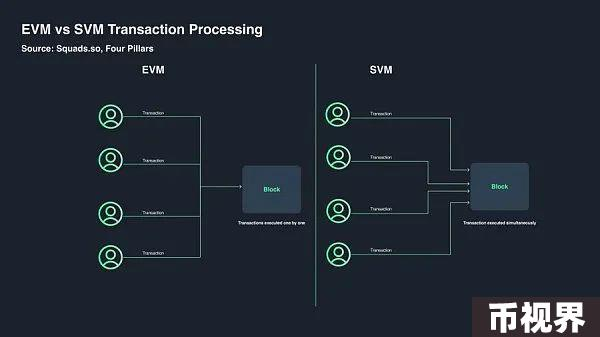 EVM vs SVM Transaction Processing
Source: Squads.so, Four Pillars
EVM
Transaction
Transaction
Transaction
Transaction
Block
Transactions executed one by one
SVM
Transaction
Transaction
Transaction
Transaction
Block
Transaction executed simultaneously
币视界